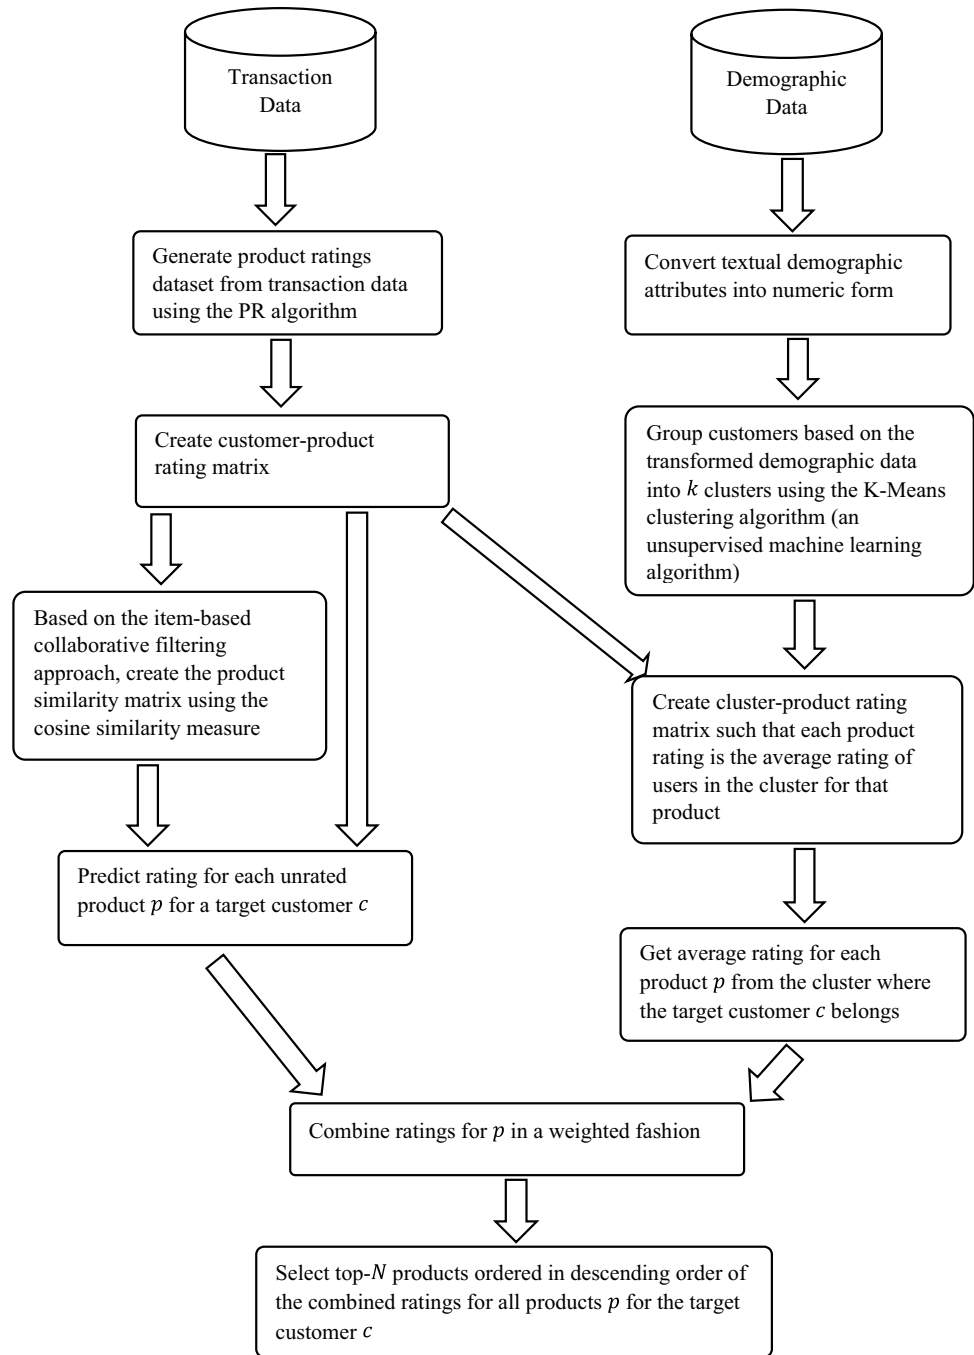 Transaction
Data
Demographic
Data
Generate product ratings
dataset from transaction data
using the PR algorithm
Convert textual demographic
attributes into numeric form
Create customer-product
rating matrix
Group customers based on the
transformed demographic data
into k clusters using the K-Means
clustering algorithm (an
unsupervised machine learning
algorithm)
Based on the item-based
collaborative filtering
approach, create the product
similarity matrix using the
cosine similarity measure
Create cluster-product rating
matrix such that each product
rating is the average rating of
users in the cluster for that
product
Predict rating for each unrated
product p for a target customer c
Get average rating for each
product p from the cluster where
the target customer c belongs
Combine ratings for p in a weighted fashion
Select top-N products ordered in descending order of
the combined ratings for all products p for the target
customer c